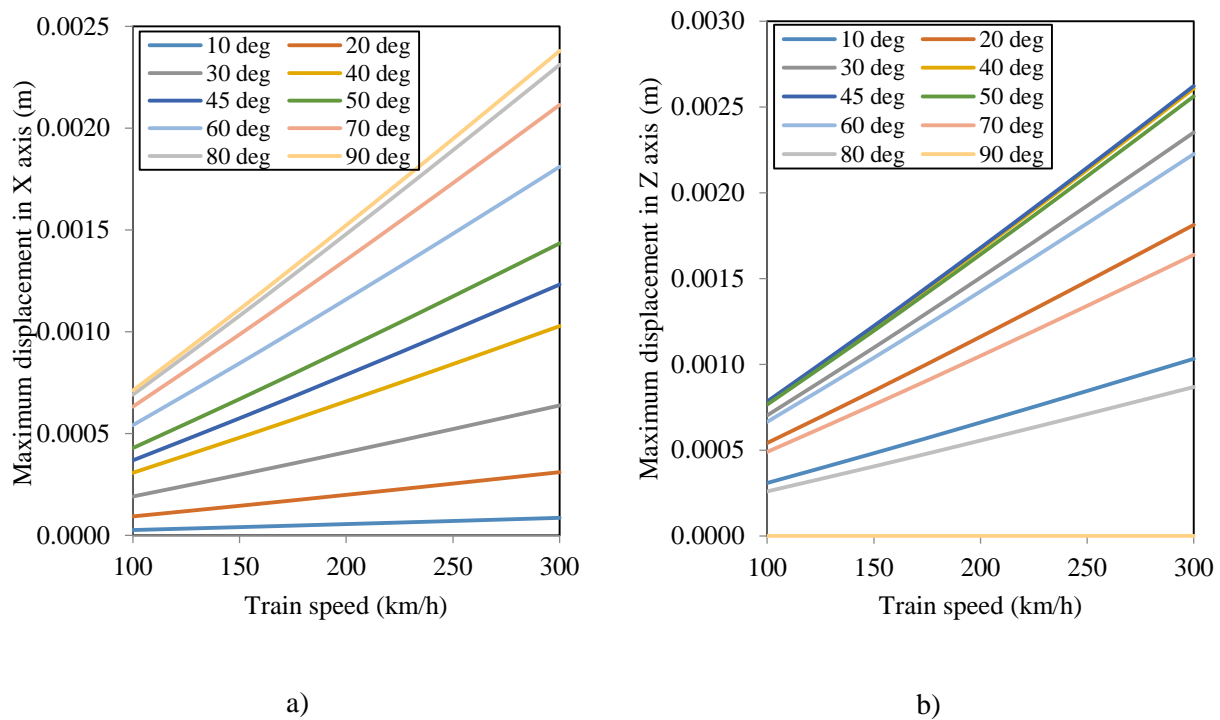 Maximum displacement in X axis (m)
0.0025
0.0020
0.0015
0.0010
0.0005
0.0000
10 deg 20 deg
30 deg 40 deg
45 deg 50 deg
60 deg 70 deg
80 deg 90 deg
100 150 200 250 300
Train speed (km/h)
a)
Maximum displacement in Z axis (m)
0.0030
0.0025
0.0020
0.0015
0.0010
0.0005
0.0000
10 deg 20 deg
30 deg 40 deg
45 deg 50 deg
60 deg 70 deg
80 deg 90 deg
100 150 200 250 300
Train speed (km/h)
b)